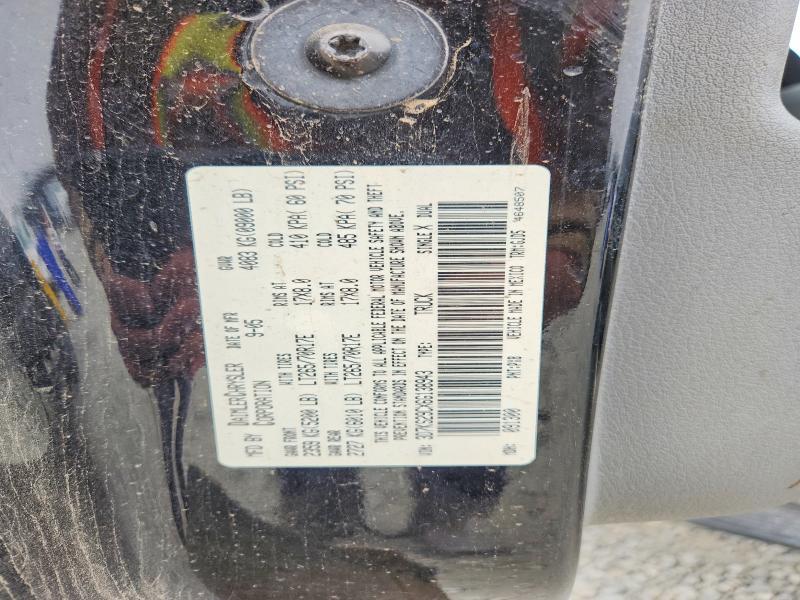 MFD BY DAIMLERCHRYSLER CORPORATION DATE OF MFR 9-05 GVWR 4083 KG(09000 LB)
GAWR FRONT WITH TIRES RIMS AT COLD
2359 KG(5200 LB) LT265/70R17E 17X8.0 410 KPA( 60 PSI)
GAWR REAR WITH TIRES RIMS AT COLD
2727 KG(6010 LB) LT265/70R17E 17X8.0 485 KPA( 70 PSI)
THIS VEHICLE CONFORMS TO ALL APPLICABLE FEDERAL MOTOR VEHICLE SAFETY AND THEFT
PREVENTION STANDARDS IN EFFECT ON THE DATE OF MANUFACTURE SHOWN ABOVE.
VIN: TYPE: TRUCK SINGLE X DUAL
MDH: 091300 VEHICLE MADE IN MEXICO 4648507